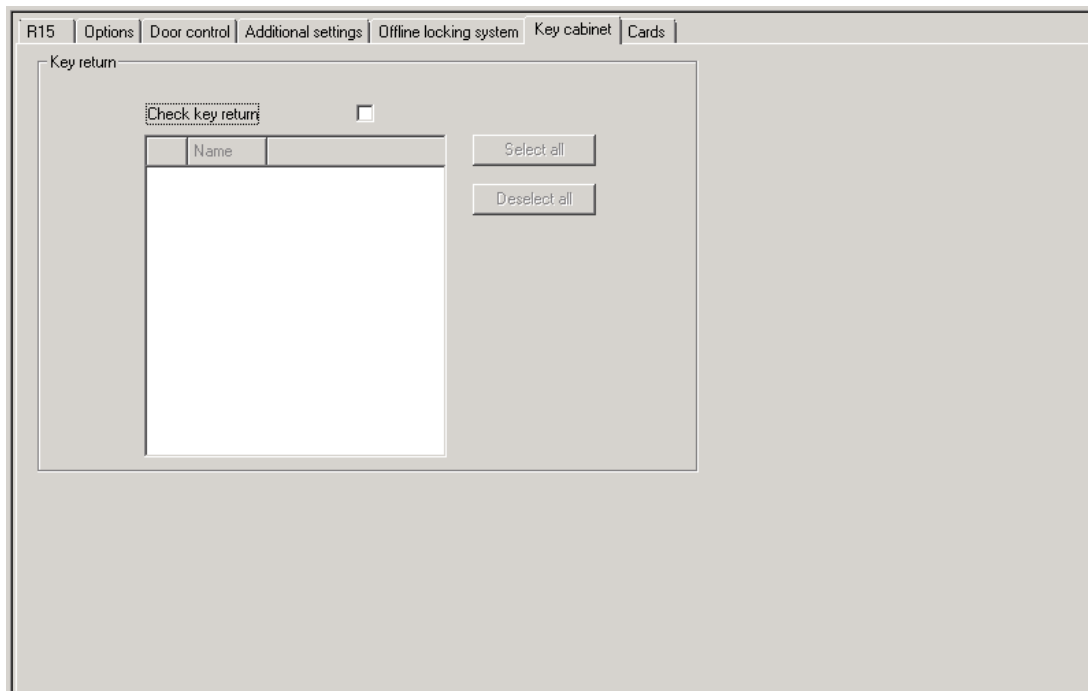 R15 Options Door control Additional settings Offline locking system Key cabinet Cards
Key return
Check key return
Name
Select all
Deselect all